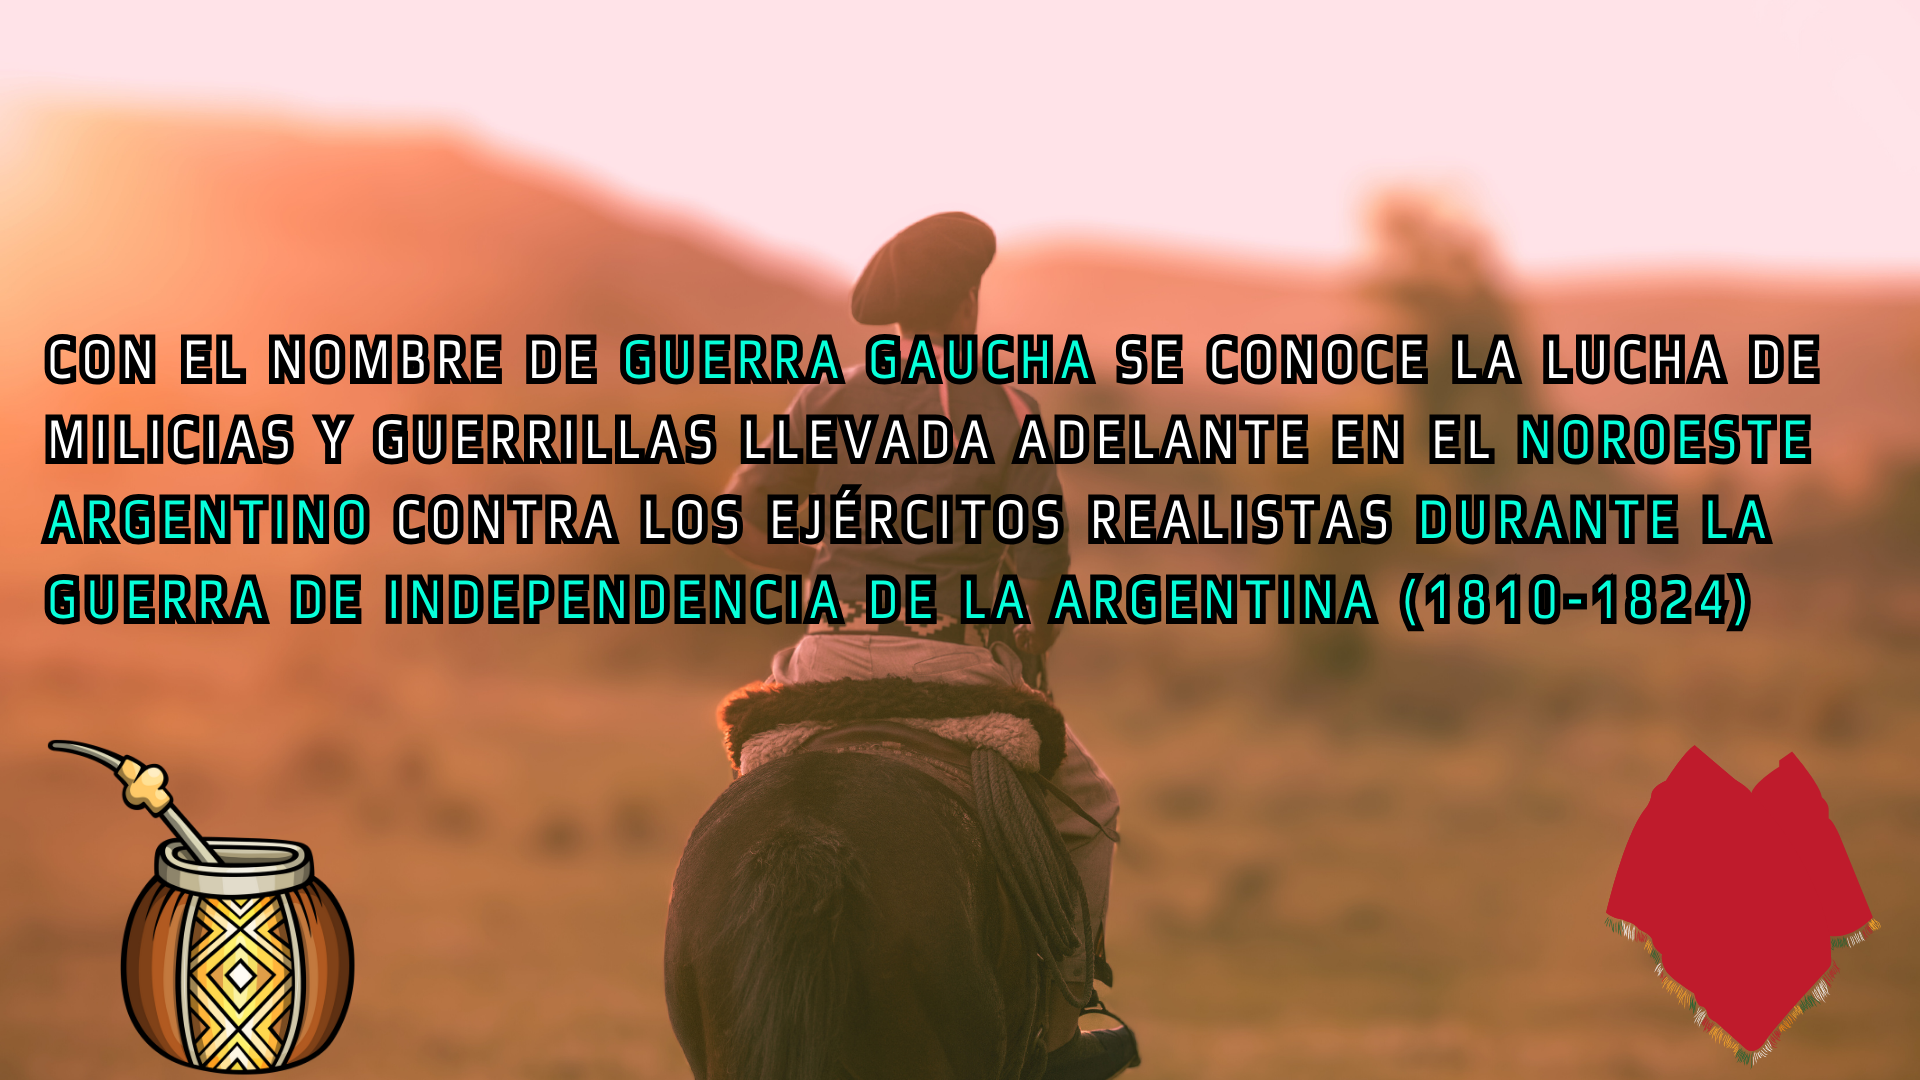 CON EL NOMBRE DE GUERRA GAUCHA SE CONOCE LA LUCHA DE
MILICIAS Y GUERRILLAS LLEVADA ADELANTE EN EL NOROESTE
ARGENTINO CONTRA LOS EJÉRCITOS REALISTAS DURANTE LA
GUERRA DE INDEPENDENCIA DE LA ARGENTINA (1810-1824)